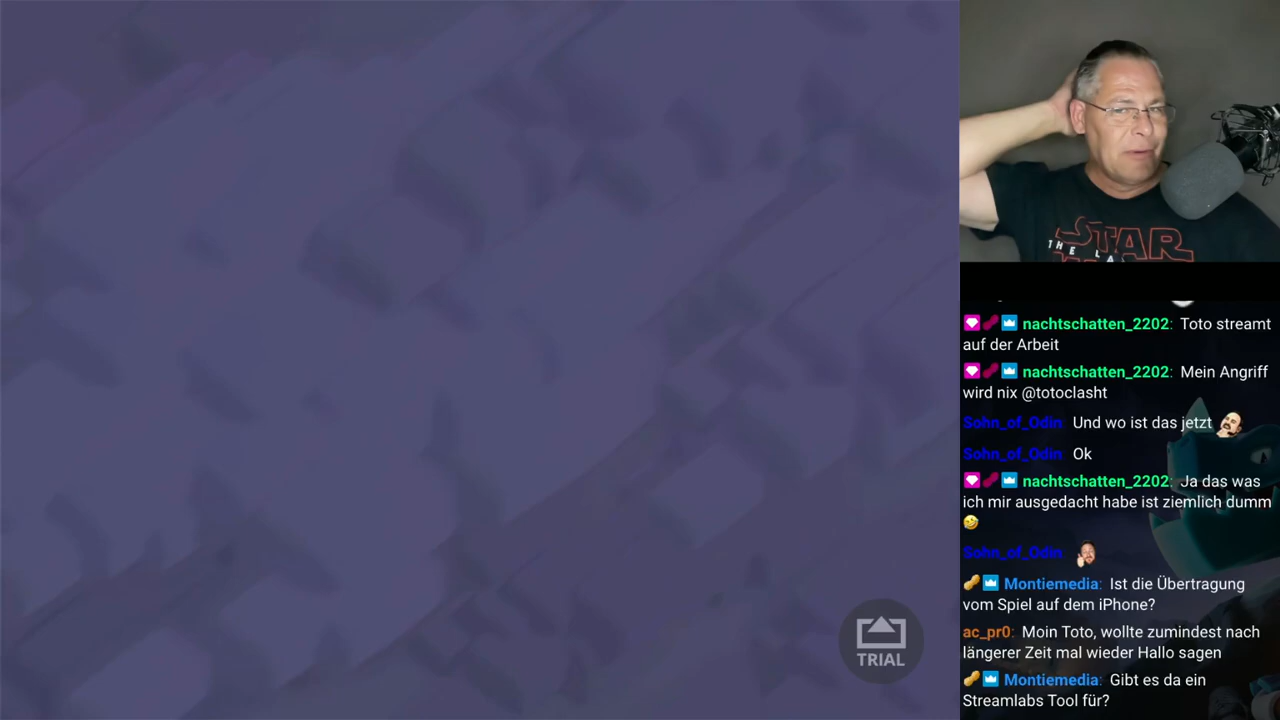 STAR
THE LA
TRIAL
nachtschatten_2202: Toto streamt
auf der Arbeit
nachtschatten_2202: Mein Angriff
wird nix @totoclasht
Sohn_of_Odin Und wo ist das jetzt
Sohn_of_Odin Ok
nachtschatten_2202: Ja das was
ich mir ausgedacht habe ist ziemlich dumm
Sohn_of_Odin
Montiemedia: Ist die Übertragung
vom Spiel auf dem iPhone?
ac_pr0: Moin Toto, wollte zumindest nach
längerer Zeit mal wieder Hallo sagen
Montiemedia: Gibt es da ein
Streamlabs Tool für?